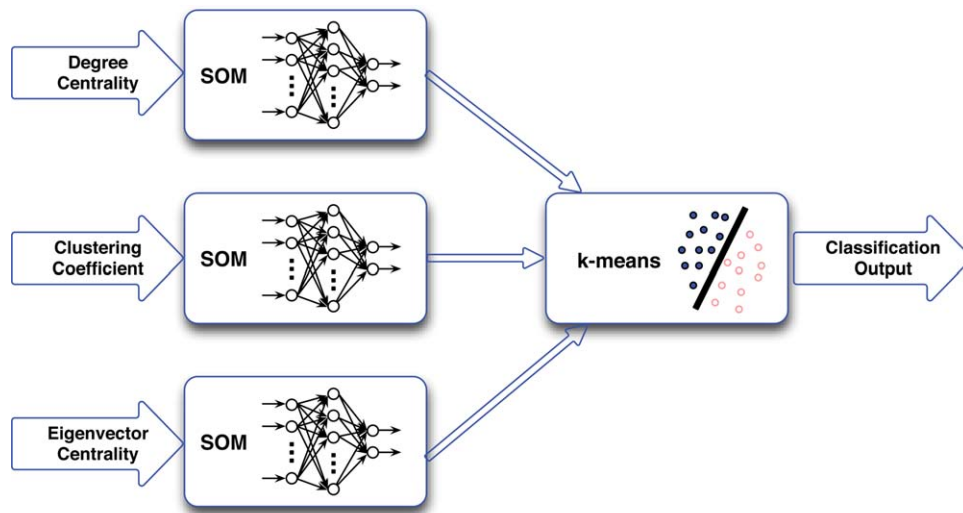 Degree
Centrality
SOM
Clustering
Coefficient
SOM
k-means
Classification
Output
Eigenvector
Centrality
SOM